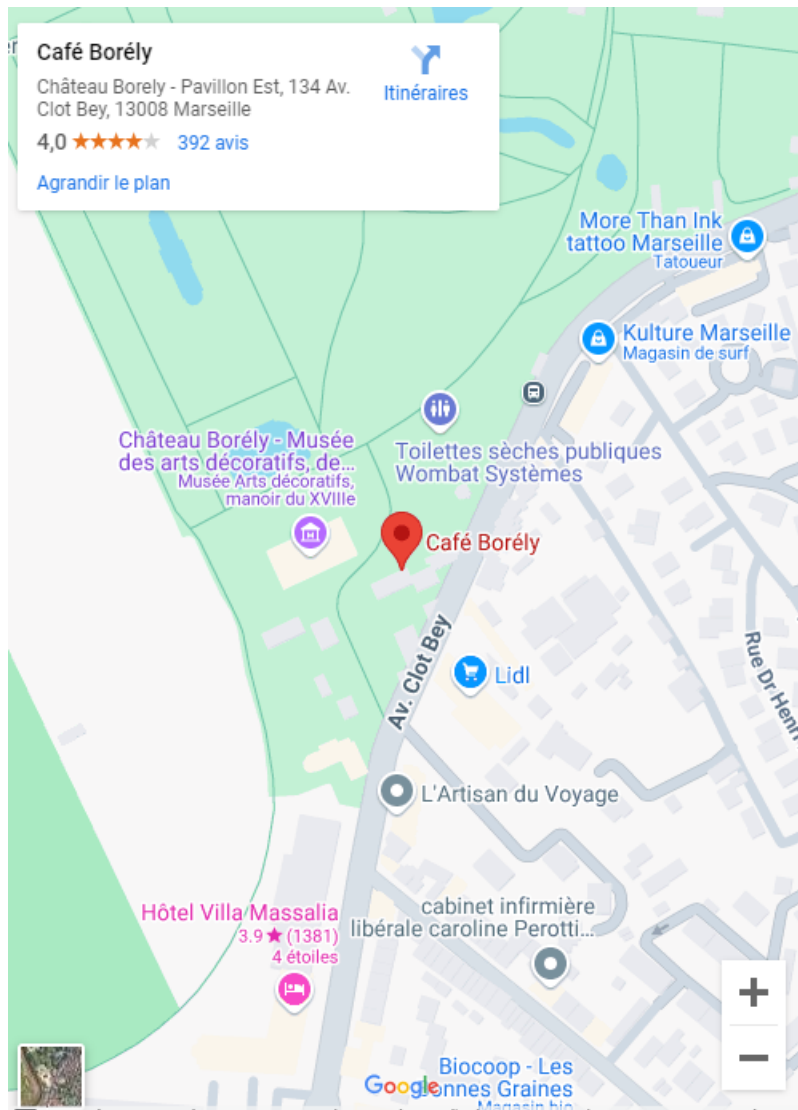 Café Borély
Château Borely - Pavillon Est, 134 Av.
Clot Bey, 13008 Marseille
4,0
392 avis
Itinéraires
Agrandir le plan
More Than Ink
tattoo Marseille
Tatoueur
Kulture Marseille
Magasin de surf
Château Borély - Musée
des arts décoratifs, de...
Musée Arts décoratifs,
manoir du XVIIIe
Toilettes sèches publiques
Wombat Systèmes
Café Borély
Av. Clot Bey
Lidl
Rue Dr Henri
L'Artisan du Voyage
Hôtel Villa Massalia
3.9★(1381)
4 étoiles
cabinet infirmière
libérale caroline Perotti...
Biocoop - Les
Bonnes Graines
Magasin bio
Google